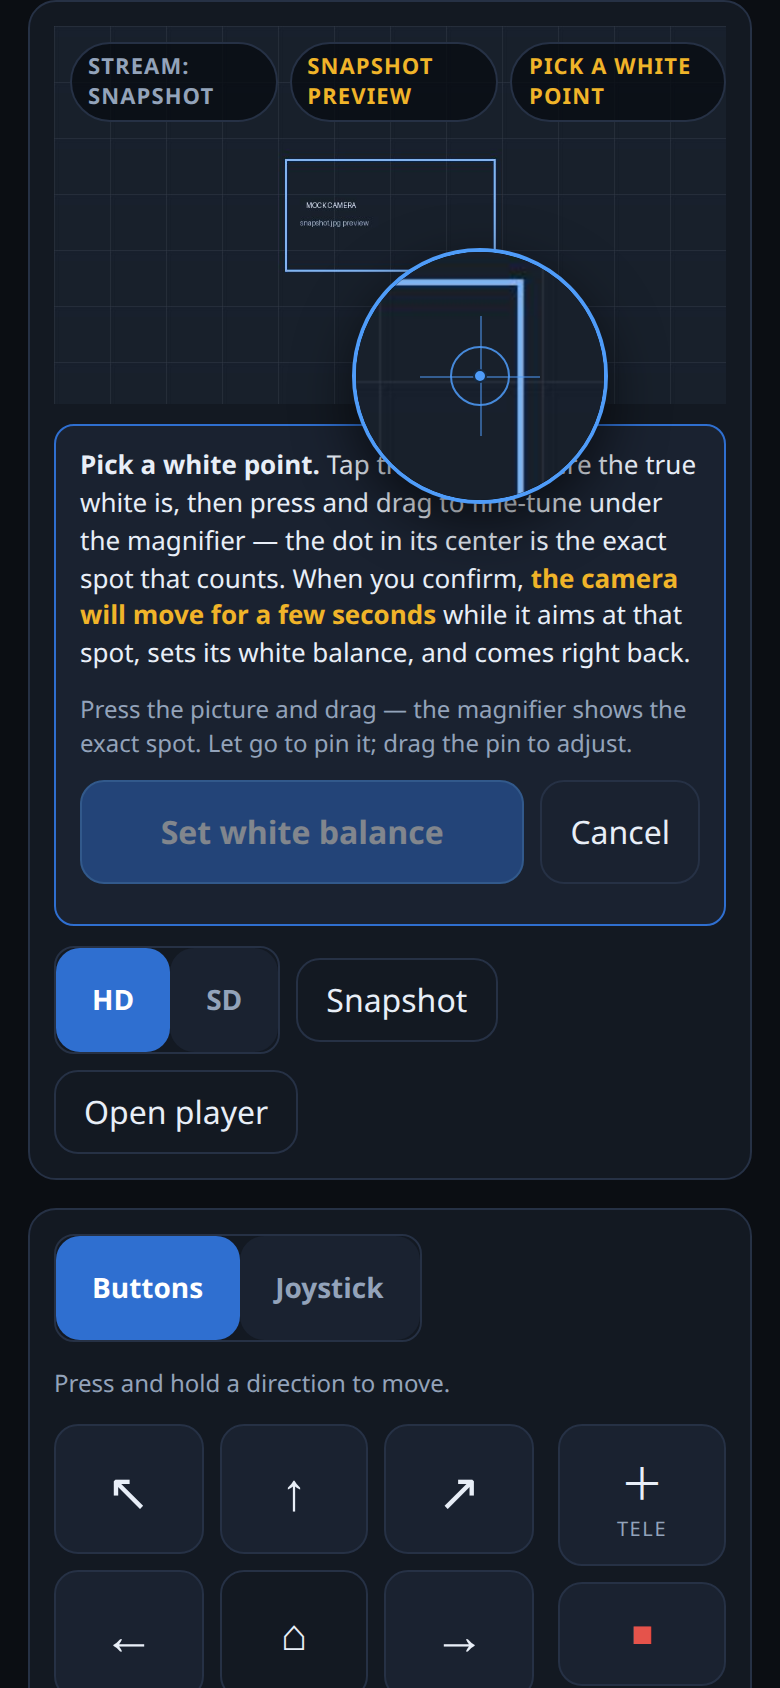 STREAM:
SNAPSHOT
SNAPSHOT
PREVIEW
PICK A WHITE
POINT
MOCK CAMERA
snapshot.jpg preview
Pick a white point. Tap the true
white is, then press and drag to fine-tune under
the magnifier — the dot in its center is the exact
spot that counts. When you confirm, the camera
will move for a few seconds while it aims at that
spot, sets its white balance, and comes right back.
Press the picture and drag — the magnifier shows the
exact spot. Let go to pin it; drag the pin to adjust.
Set white balance
Cancel
HD
SD
Snapshot
Open player
Buttons
Joystick
Press and hold a direction to move.
↖
↑
↗
+
TELE
←
⌂
→
■